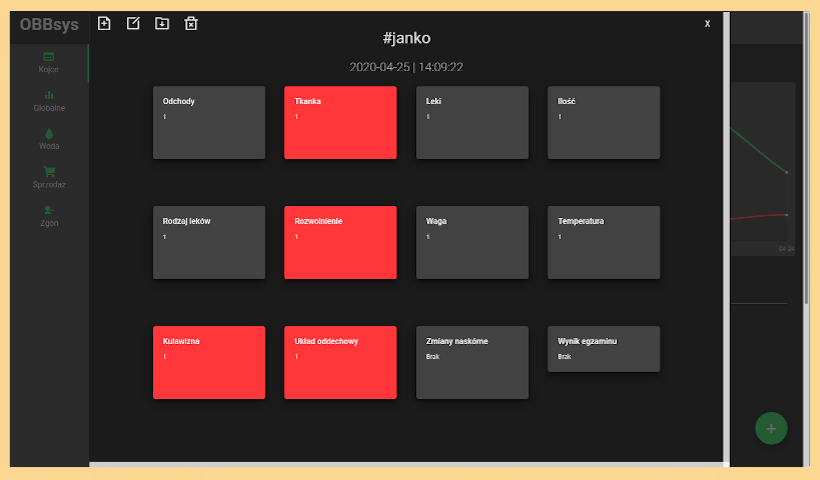 OBBsys
x
#janko
2020-04-25 | 14:09:22
Kojce
Globalne
Woda
Sprzedaż
Zgon
Odchody
1
Tkanka
1
Leki
1
Ilość
1
Rodzaj leków
1
Rozwolnienie
1
Waga
1
Temperatura
1
Kulawizna
1
Układ oddechowy
1
Zmiany naskórne
Brak
Wynik egzaminu
Brak
04-24
+